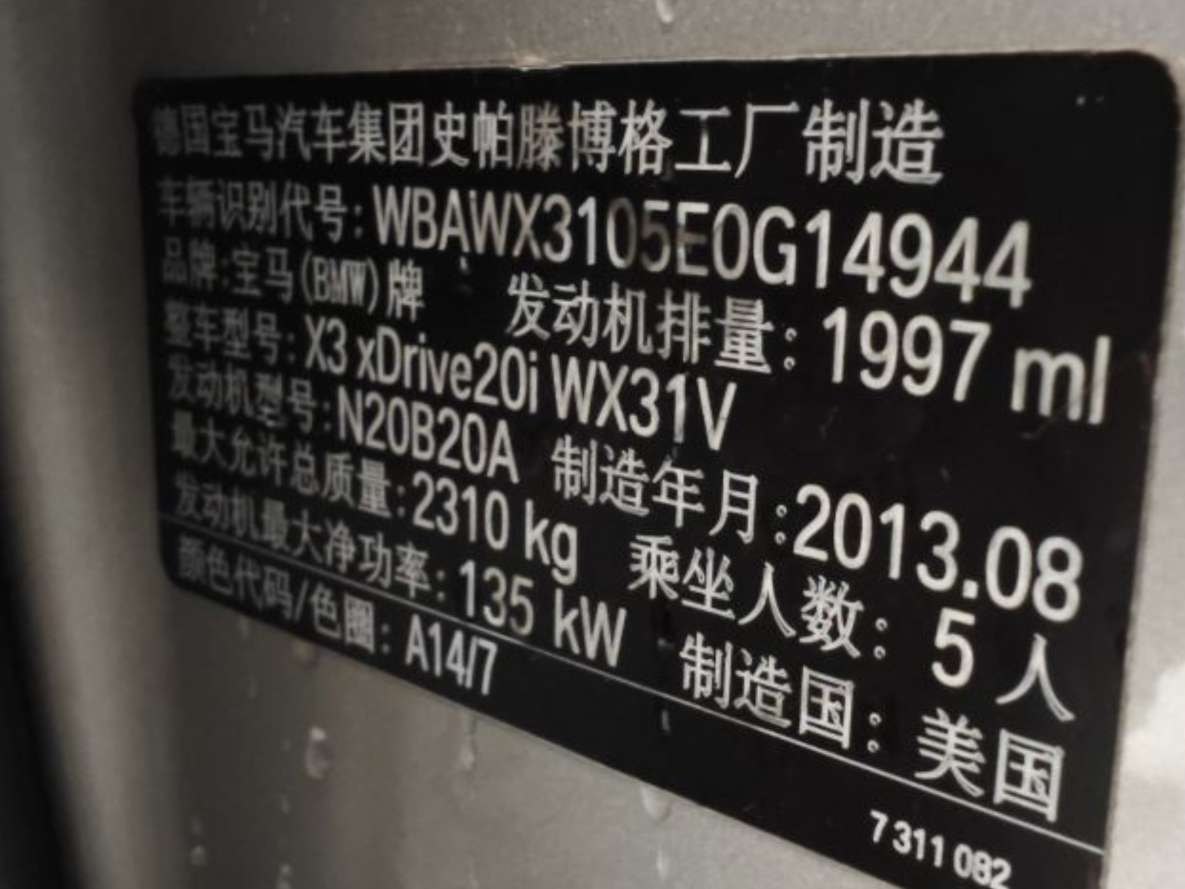 德国宝马汽车集团史帕滕博格工厂制造
车辆识别代号: WBAWX3105E0G14944
品牌:宝马(BMW)牌 发动机排量: 1997 ml
整车型号: X3 xDrive20i WX31V
发动机型号: N20B20A 制造年月:2013.08
最大允许总质量:2310 kg 乘坐人数: 5 人
发动机最大净功率: 135 kW 制造国: 美国
颜色代码/色圈: A14/7
7 311 082